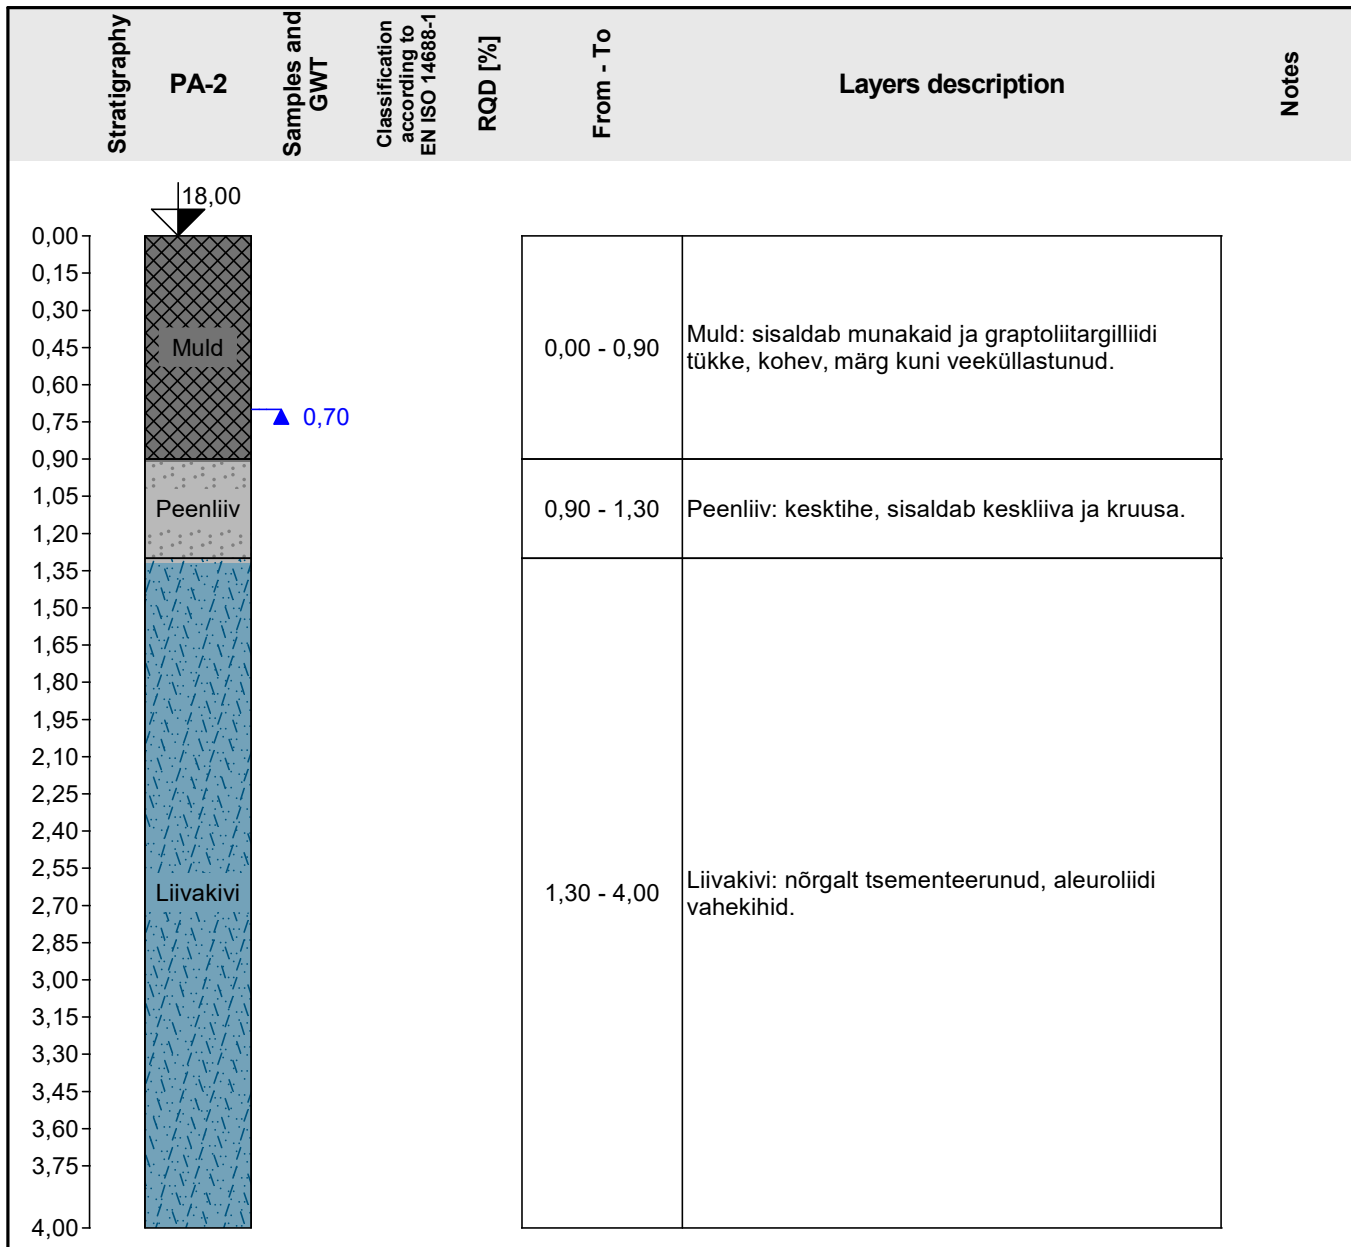 Stratigraphy
PA-2
Samples and
GWT
Classification
according to
EN ISO 14688-1
RQD [%]
From - To
Layers description
Notes
18,00
0,00
0,15
0,30
0,45
0,60
0,75
0,90
1,05
1,20
1,35
1,50
1,65
1,80
1,95
2,10
2,25
2,40
2,55
2,70
2,85
3,00
3,15
3,30
3,45
3,60
3,75
4,00
Muld
0,70
Peenliiv
Liivakivi
0,00 - 0,90
Muld: sisaldab munakaid ja graptoliitargilliidi
tükke, kohev, märg kuni veeküllastunud.
0,90 - 1,30
Peenliiv: kesktihe, sisaldab keskliiva ja kruusa.
1,30 - 4,00
Liivakivi: nõrgalt tsementeerunud, aleuroliidi
vahekihid.